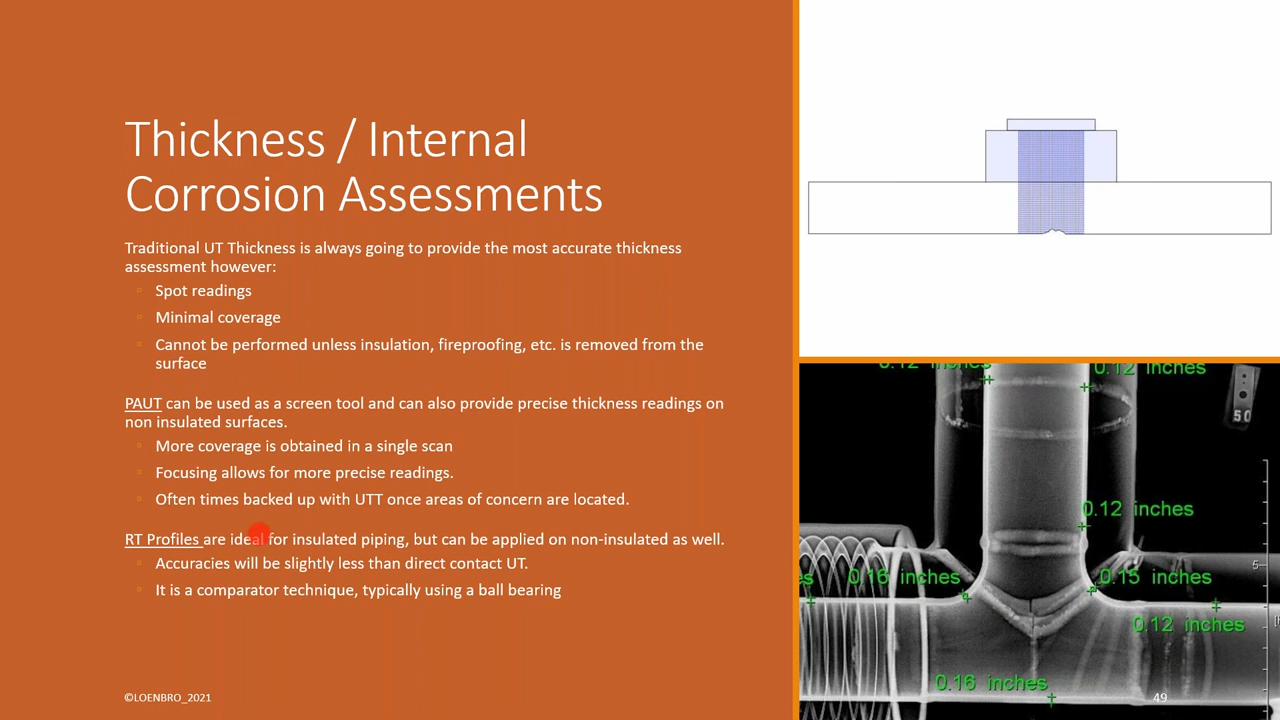 Thickness / Internal
Corrosion Assessments
Traditional UT Thickness is always going to provide the most accurate thickness
assessment however:
Spot readings
Minimal coverage
Cannot be performed unless insulation, fireproofing, etc. is removed from the
surface
PAUT can be used as a screen tool and can also provide precise thickness readings on
non insulated surfaces.
More coverage is obtained in a single scan
Focusing allows for more precise readings.
Often times backed up with UTT once areas of concern are located.
RT Profiles are ideal for insulated piping, but can be applied on non-insulated as well.
Accuracies will be slightly less than direct contact UT.
It is a comparator technique, typically using a ball bearing
©LOENBRO_2021
0.12 inches
0.12 inches
50
0.12 inches
5
es
0.16 inches
0.15 inches
0.12 inches
0.16 inches
49